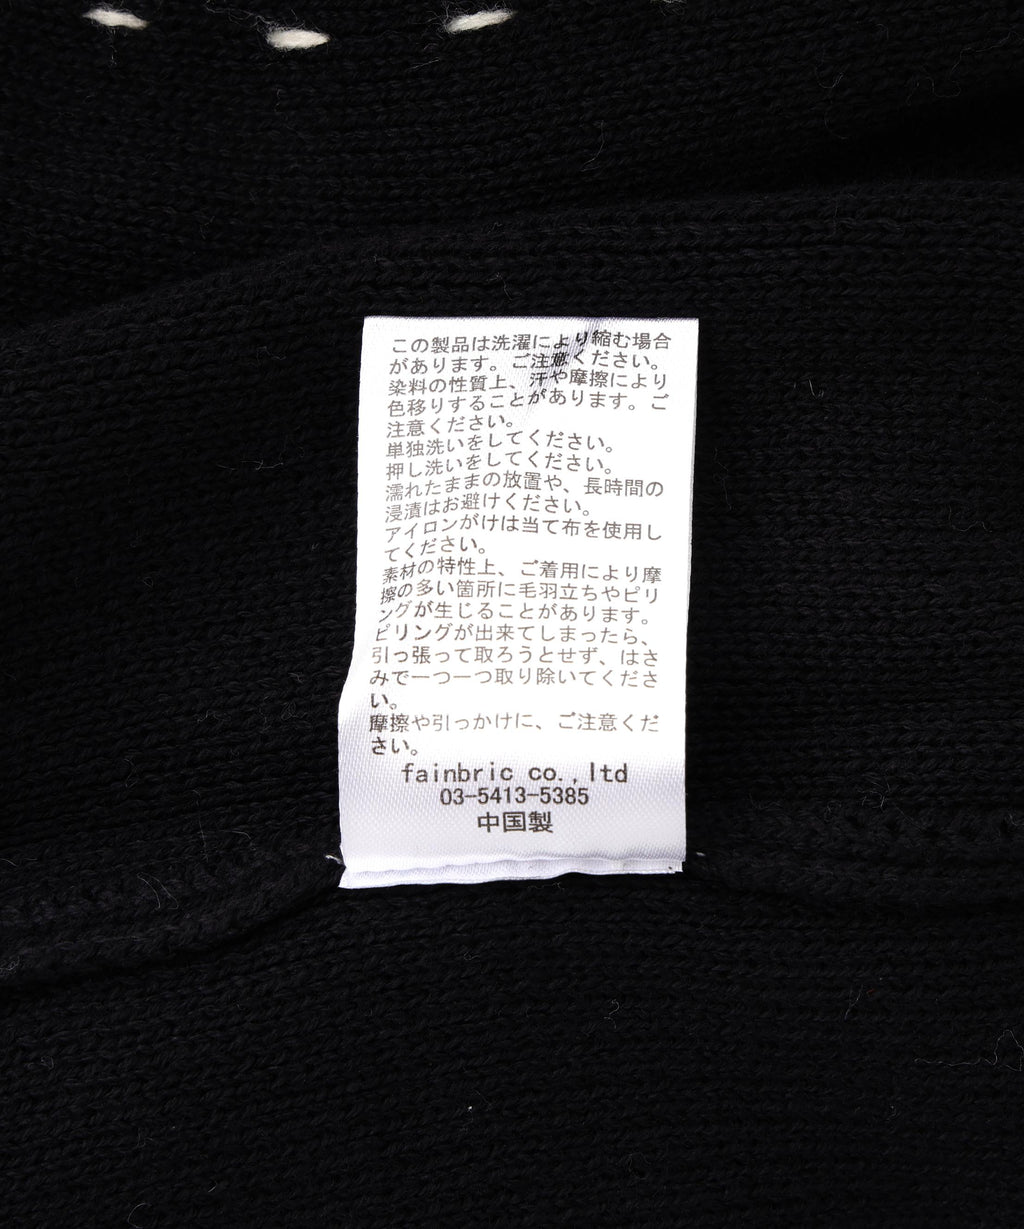 この製品は洗濯により縮む場合
があります。ご注意ください。
染料の性質上、汗や摩擦により
色移りすることがあります。ご
注意ください。
単独洗いをしてください。
押し洗いをしてください。
濡れたままの放置や、長時間の
浸漬はお避けください。
アイロンがけは当て布を使用し
てください。
素材の特性上、ご着用により摩
擦の多い箇所に毛羽立ちやピリ
ングが生じることがあります。
ピリングが出来てしまったら、
引っ張って取ろうとせず、はさ
みで一つ一つ取り除いてくださ
い。
摩擦や引っかけに、ご注意くだ
さい。
fainbric co.,ltd
03-5413-5385
中国製